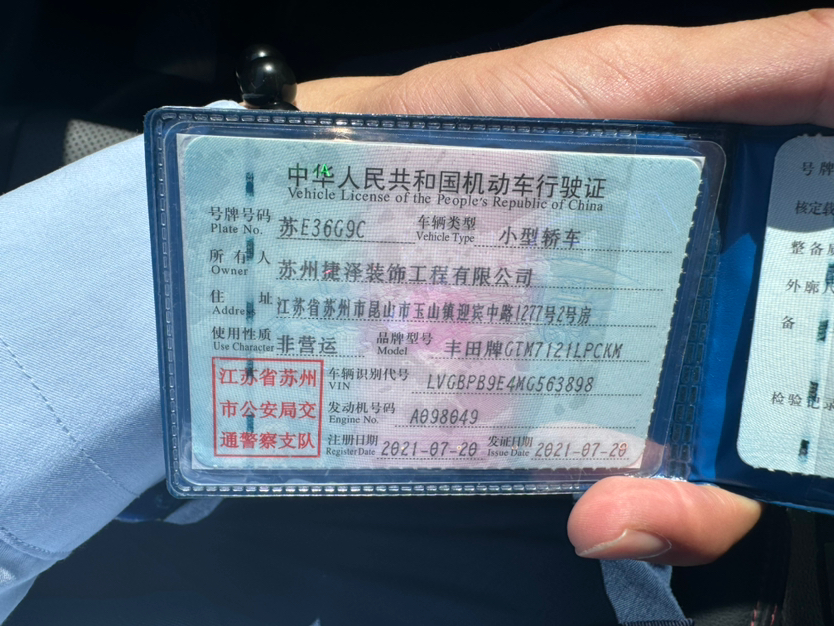 中华人民共和国机动车行驶证
Vehicle License of the People's Republic of China
号牌号码 苏E36G9C 车辆类型 小型轿车
Plate No. Vehicle Type
所有人 苏州捷泽装饰工程有限公司
Owner
住址 江苏省苏州市昆山市玉山镇迎宾中路1277号2号房
Address
使用性质 非营运 品牌型号 丰田牌GTM7121LPCKM
Use Character Model
江苏省苏州
市公安局交
通警察支队
车辆识别代号 LVGBPB9E4MG563898
VIN
发动机号码 A098049
Engine No.
注册日期 2021-07-20 发证日期 2021-07-20
Register Date Issue Date
号牌
核定载
整备质
外廓尺
备
检验记录